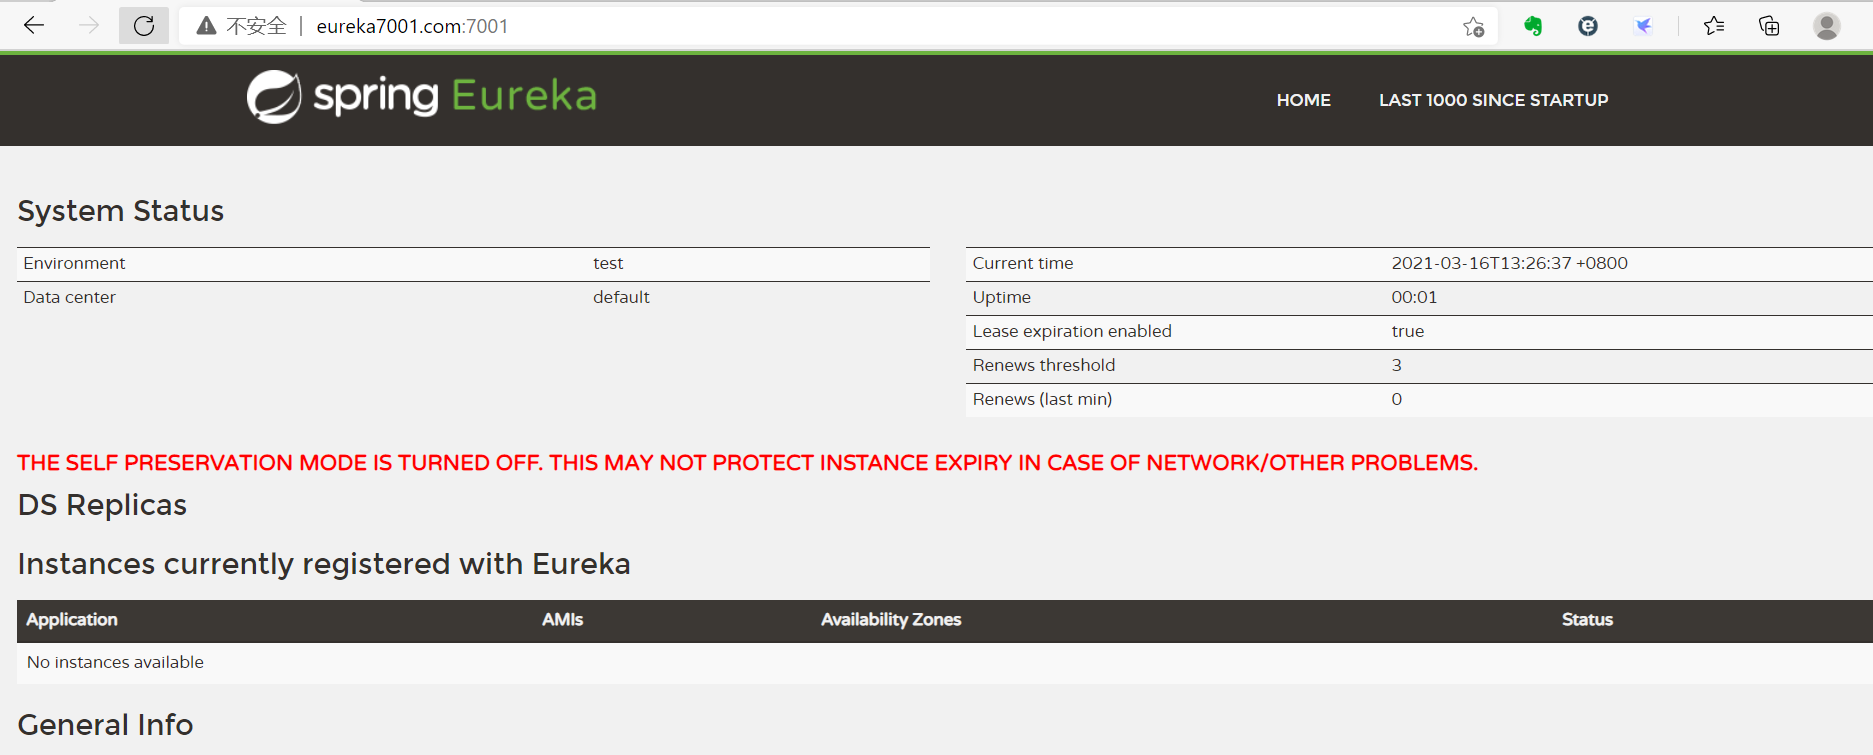 不安全 | eureka7001.com:7001
spring Eureka
HOME LAST 1000 SINCE STARTUP
System Status
Environment test
Data center default
Current time 2021-03-16T13:26:37 +0800
Uptime 00:01
Lease expiration enabled true
Renews threshold 3
Renews (last min) 0
THE SELF PRESERVATION MODE IS TURNED OFF. THIS MAY NOT PROTECT INSTANCE EXPIRY IN CASE OF NETWORK/OTHER PROBLEMS.
DS Replicas
Instances currently registered with Eureka
Application AMIs Availability Zones Status
No instances available
General Info